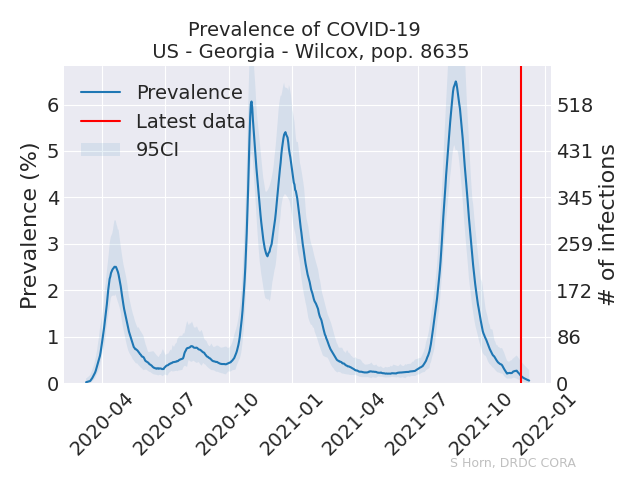 Prevalence of COVID-19
US - Georgia - Wilcox, pop. 8635
Prevalence
Latest data
95CI
Prevalence (%)
6
5
4
3
2
1
0
518
431
345
259
172
86
0
# of infections
2020-04
2020-07
2020-10
2021-01
2021-04
2021-07
2021-10
2022-01
S Horn, DRDC CORA